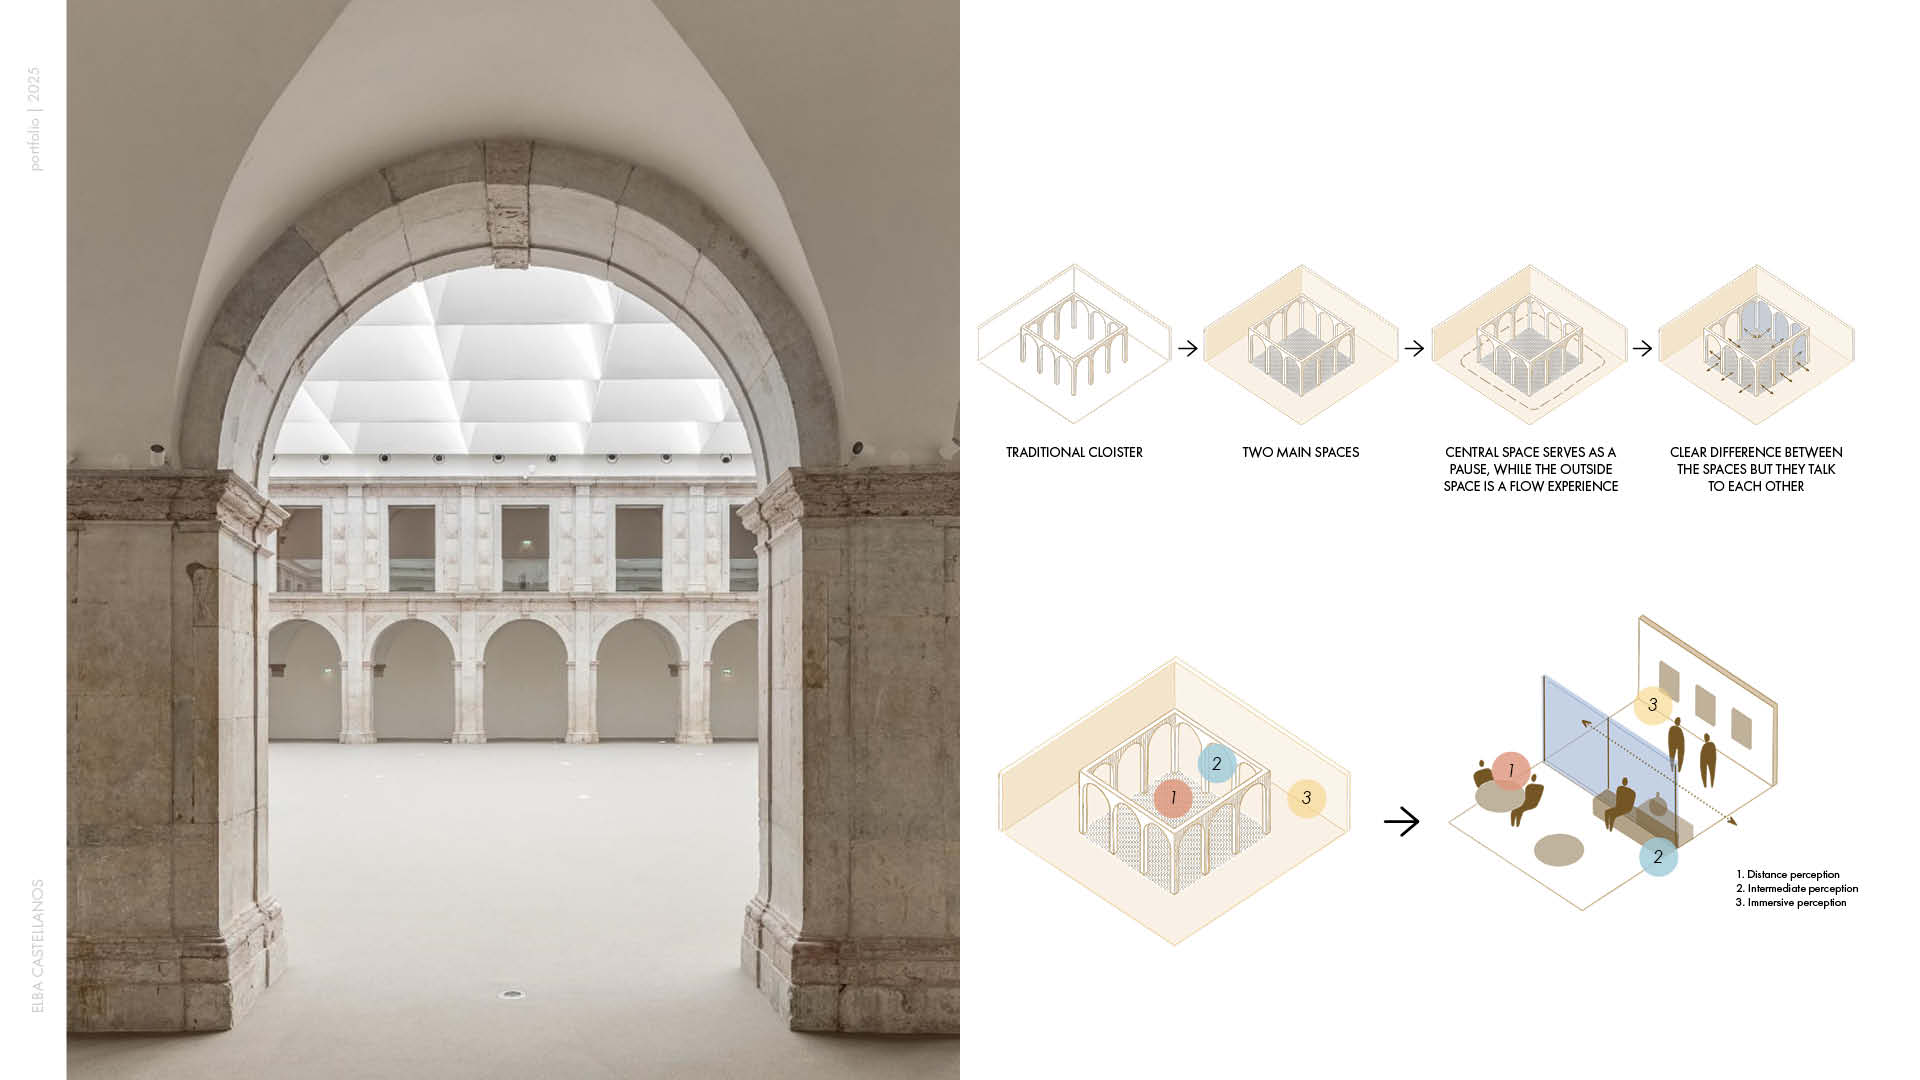 portfolio | 2025
ELBA CASTELLANOS
TRADITIONAL CLOISTER
TWO MAIN SPACES
CENTRAL SPACE SERVES AS A
PAUSE, WHILE THE OUTSIDE
SPACE IS A FLOW EXPERIENCE
CLEAR DIFFERENCE BETWEEN
THE SPACES BUT THEY TALK
TO EACH OTHER
2
1
3
3
1
2
1. Distance perception
2. Intermediate perception
3. Immersive perception